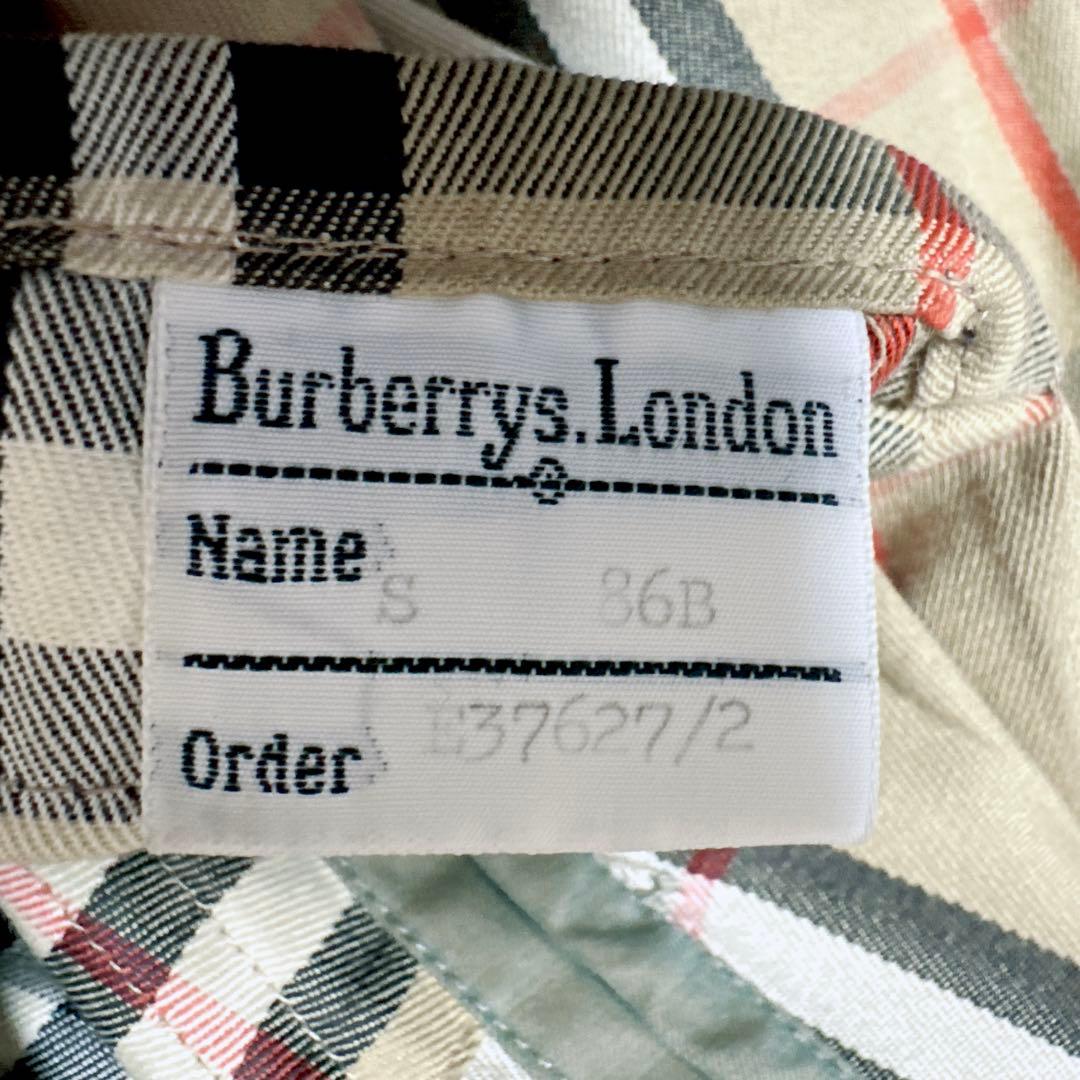 Burberrys.London
Name S 86B
Order E37627/2